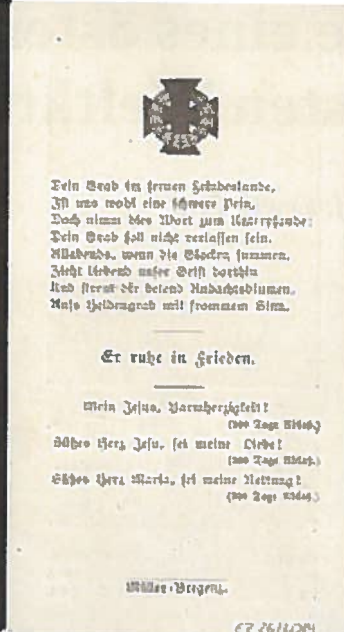 Dein Grab im fernen Feindeslande,
Ist uns wohl eine schwere Pein,
Doch nimm dies Wort zum Unterpfande:
Dein Grab soll nicht verlassen sein.
Allabends, wenn die Glocken summen,
Zieht liebend unser Geist dorthin
Und streut dir betend Andachtsblumen,
Aufs Heldengrab mit frommem Sinn.
Er ruhe in Frieden.
Mein Jesus, Barmherzigkeit!
Tage Ablaß.)
Süßes Herz Jesu, sei meine Liebe!
(300 Tage Ablaß.)
Süßes Herz Mariä, sei meine Rettung!
(300 Tage Ablaß.)
Bregenz.